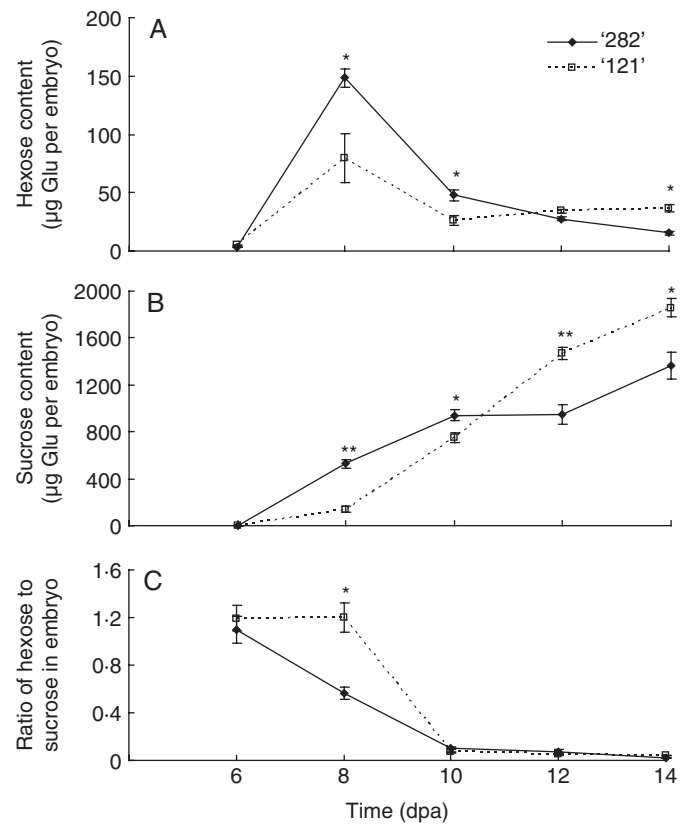 A
'282'
'121'
Hexose content
(µg Glu per embryo)
200
150
100
50
0
*
*
*
B
Sucrose content
(µg Glu per embryo)
2000
1600
1200
800
400
0
**
*
**
*
C
Ratio of hexose to
sucrose in embryo
1·6
1·2
0·8
0·4
0
*
6 8 10 12 14
Time (dpa)